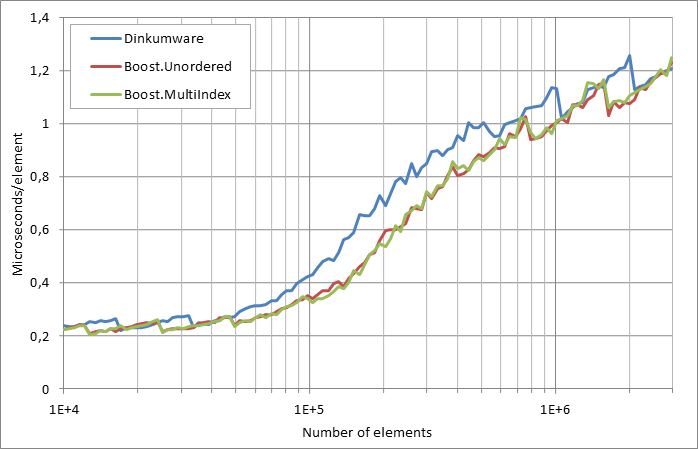 1,4
1,2
1
0,8
0,6
0,4
0,2
0
Microseconds/element
Dinkumware
Boost.Unordered
Boost.MultiIndex
1E+4
1E+5
1E+6
Number of elements